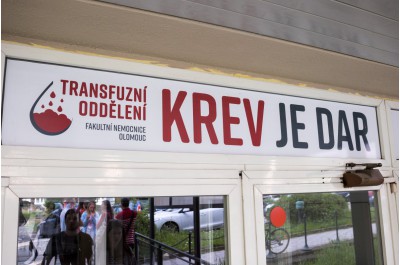 TRANSFUZNÍ
ODDĚLENÍ
FAKULTNÍ NEMOCNICE
OLOMOUC
KREV JE DAR